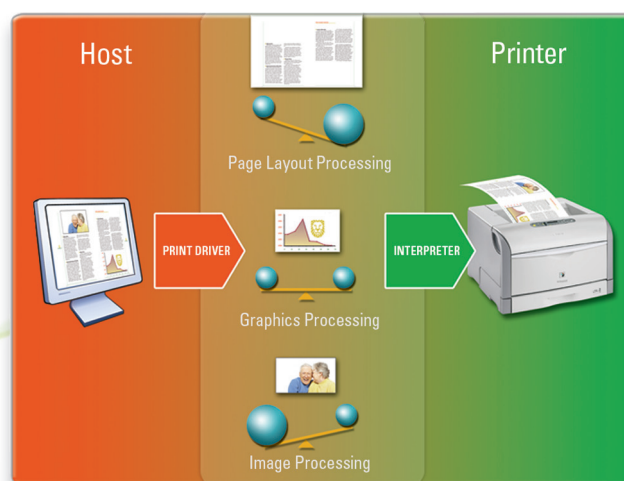 Host
Printer
Page Layout Processing
PRINT DRIVER
INTERPRETER
Graphics Processing
Image Processing